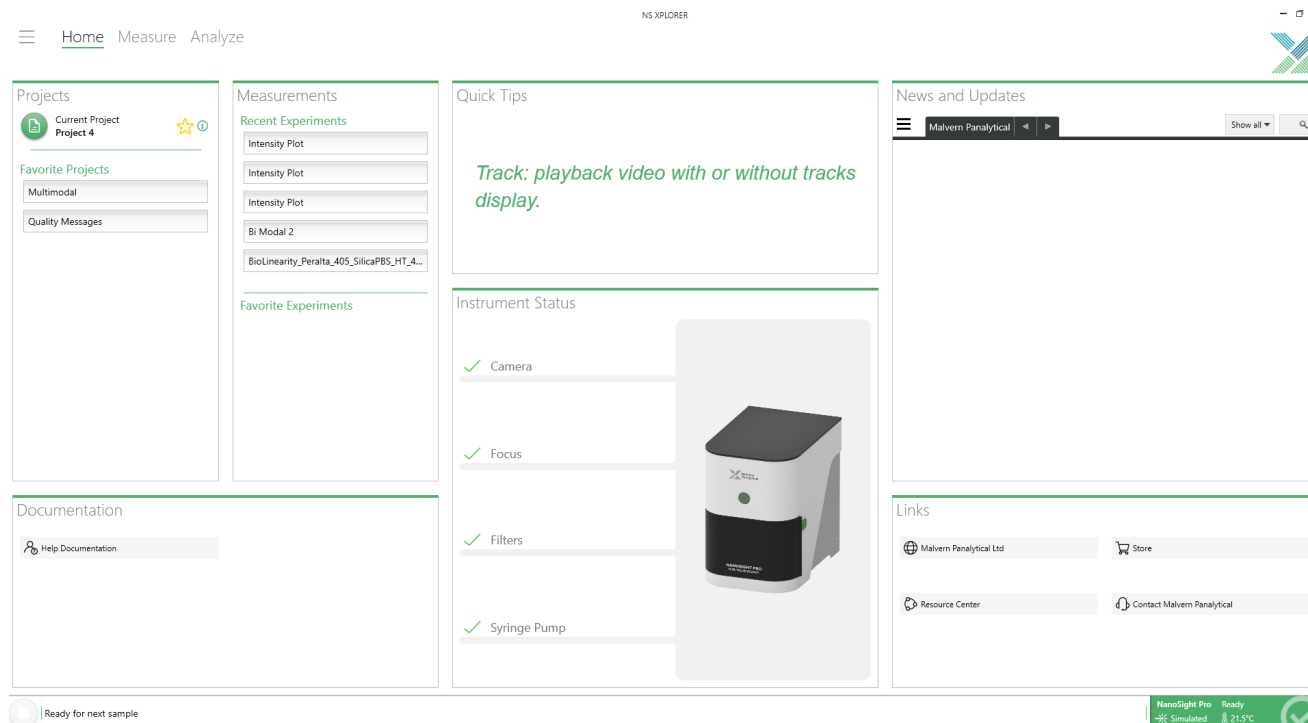 NS XPLORER
Home Measure Analyze
Projects
Current Project
Project 4
Favorite Projects
Multimodal
Quality Messages
Measurements
Recent Experiments
Intensity Plot
Intensity Plot
Intensity Plot
Bi Modal 2
BioLinearity_Peralta_405_SilicaPBS_HT_4...
Favorite Experiments
Quick Tips
Track: playback video with or without tracks
display.
Instrument Status
Camera
Focus
Filters
Syringe Pump
NANOSIGHT PRO
News and Updates
Malvern Panalytical
Show all
Documentation
Help Documentation
Links
Malvern Panalytical Ltd
Store
Resource Center
Contact Malvern Panalytical
Ready for next sample
NanoSight Pro Ready
Simulated 21.5°C